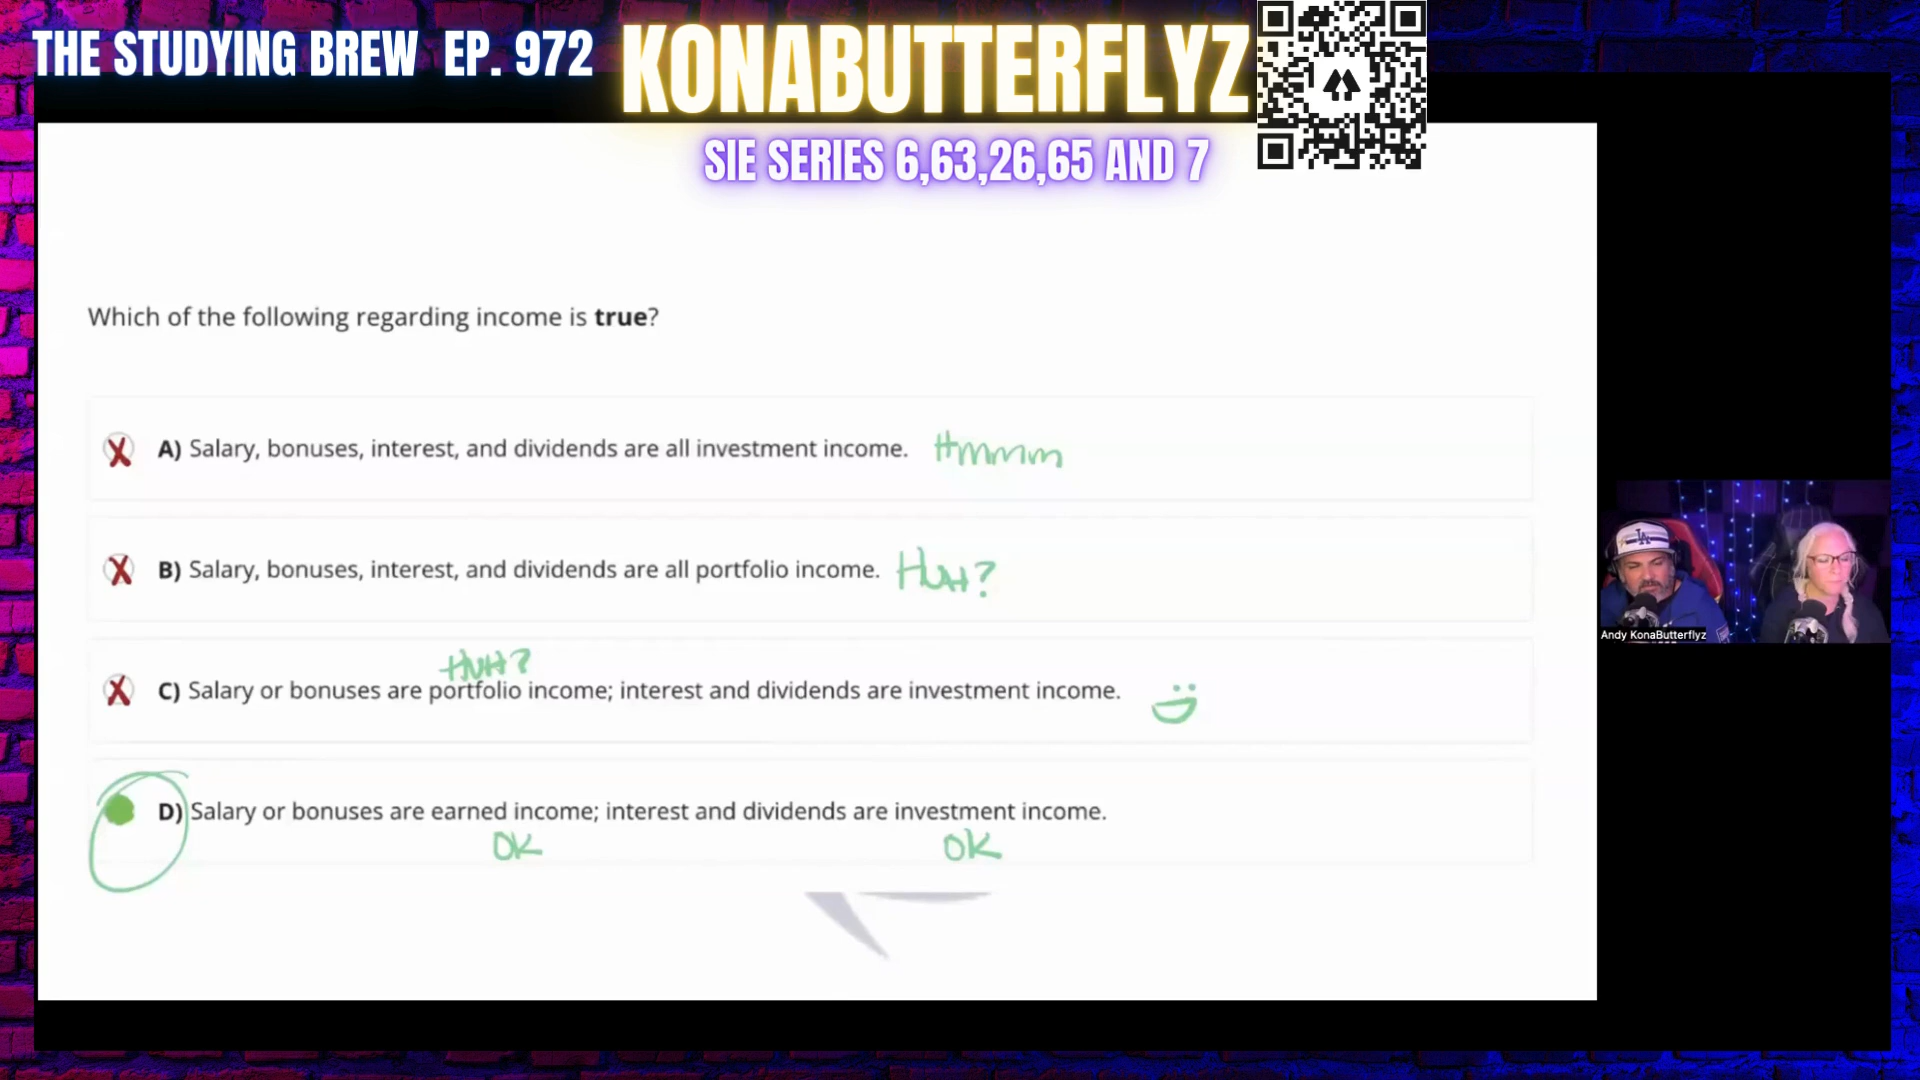 THE STUDYING BREW EP. 972
KONABUTTERFLYZ
SIE SERIES 6,63,26,65 AND 7
Which of the following regarding income is true?
A) Salary, bonuses, interest, and dividends are all investment income. Hmmmm
B) Salary, bonuses, interest, and dividends are all portfolio income. HUH?
HUH?
C) Salary or bonuses are portfolio income; interest and dividends are investment income.
D) Salary or bonuses are earned income; interest and dividends are investment income.
OK OK
LA
Andy KonaButterflyz